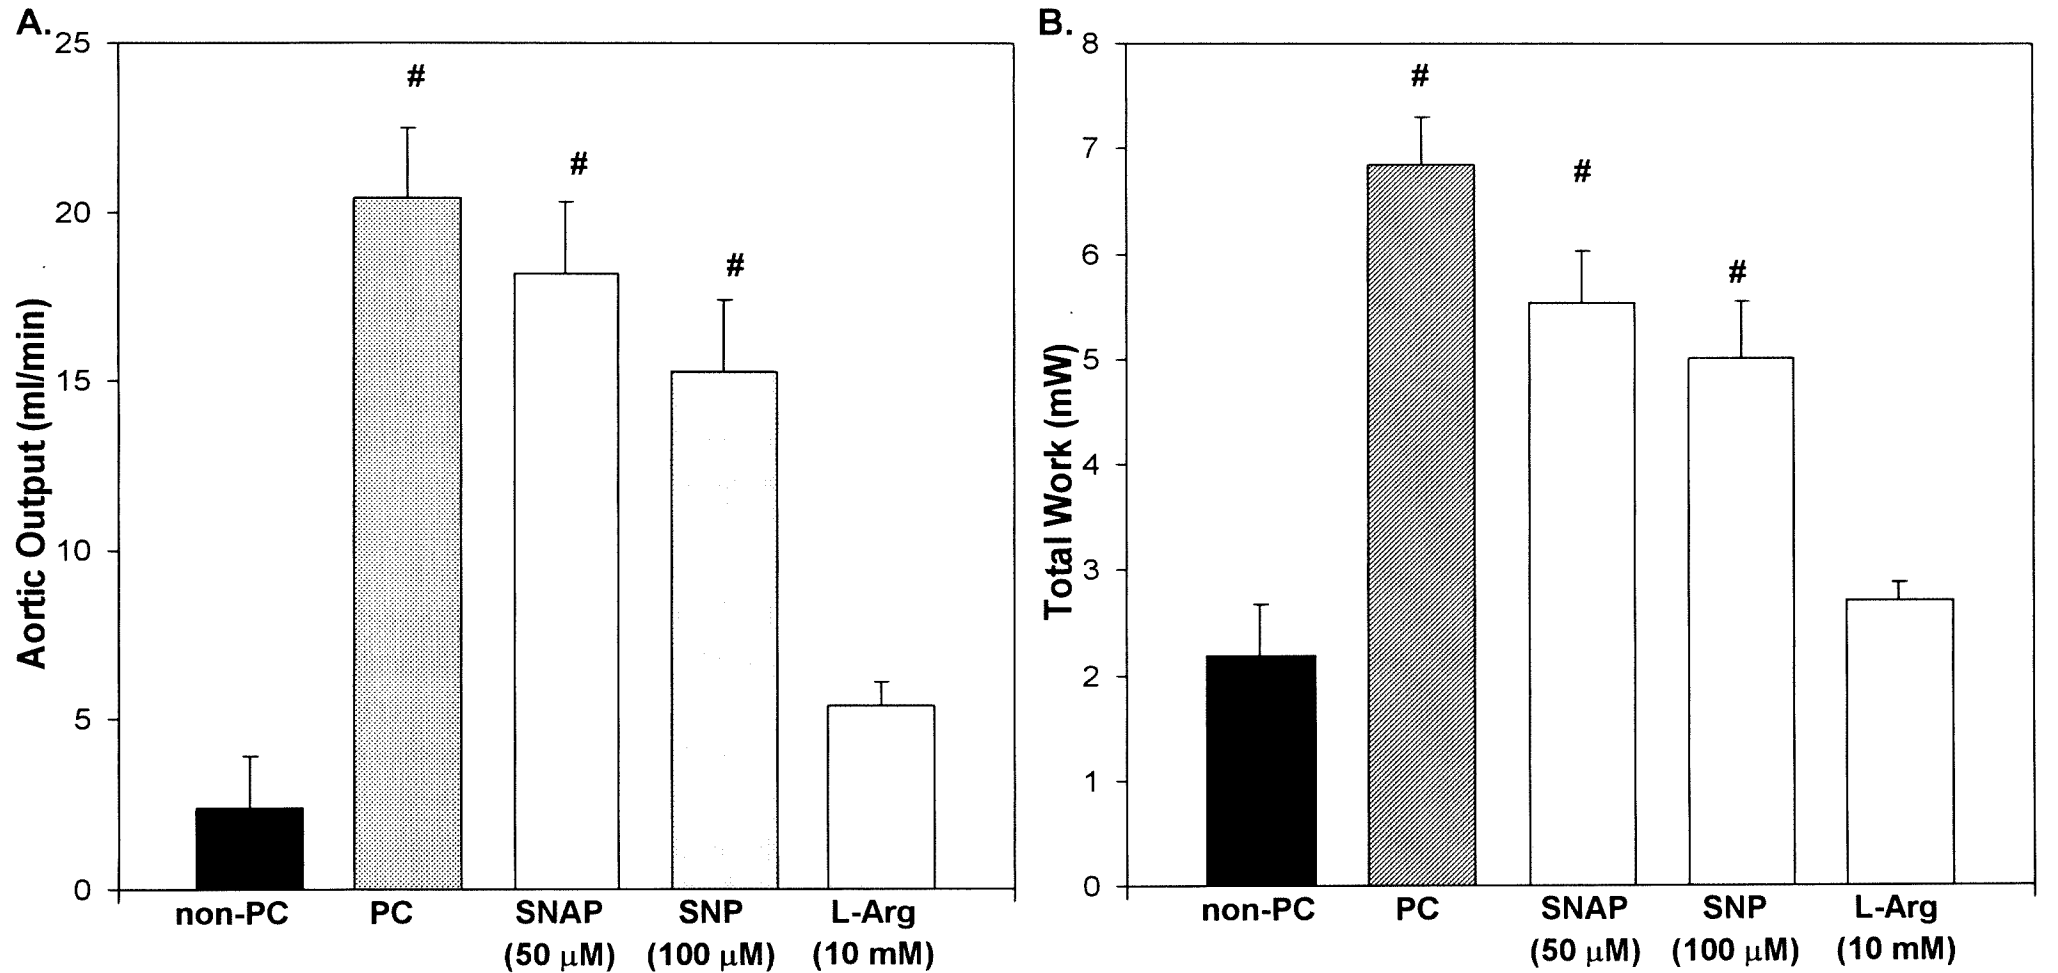 A.
25
20
15
10
5
0
Aortic Output (ml/min)
#
#
#
non-PC PC SNAP SNP L-Arg
(50 μM) (100 μM) (10 mM)
B.
8
7
6
5
4
3
2
1
0
Total Work (mW)
#
#
#
non-PC PC SNAP SNP L-Arg
(50 μM) (100 μM) (10 mM)